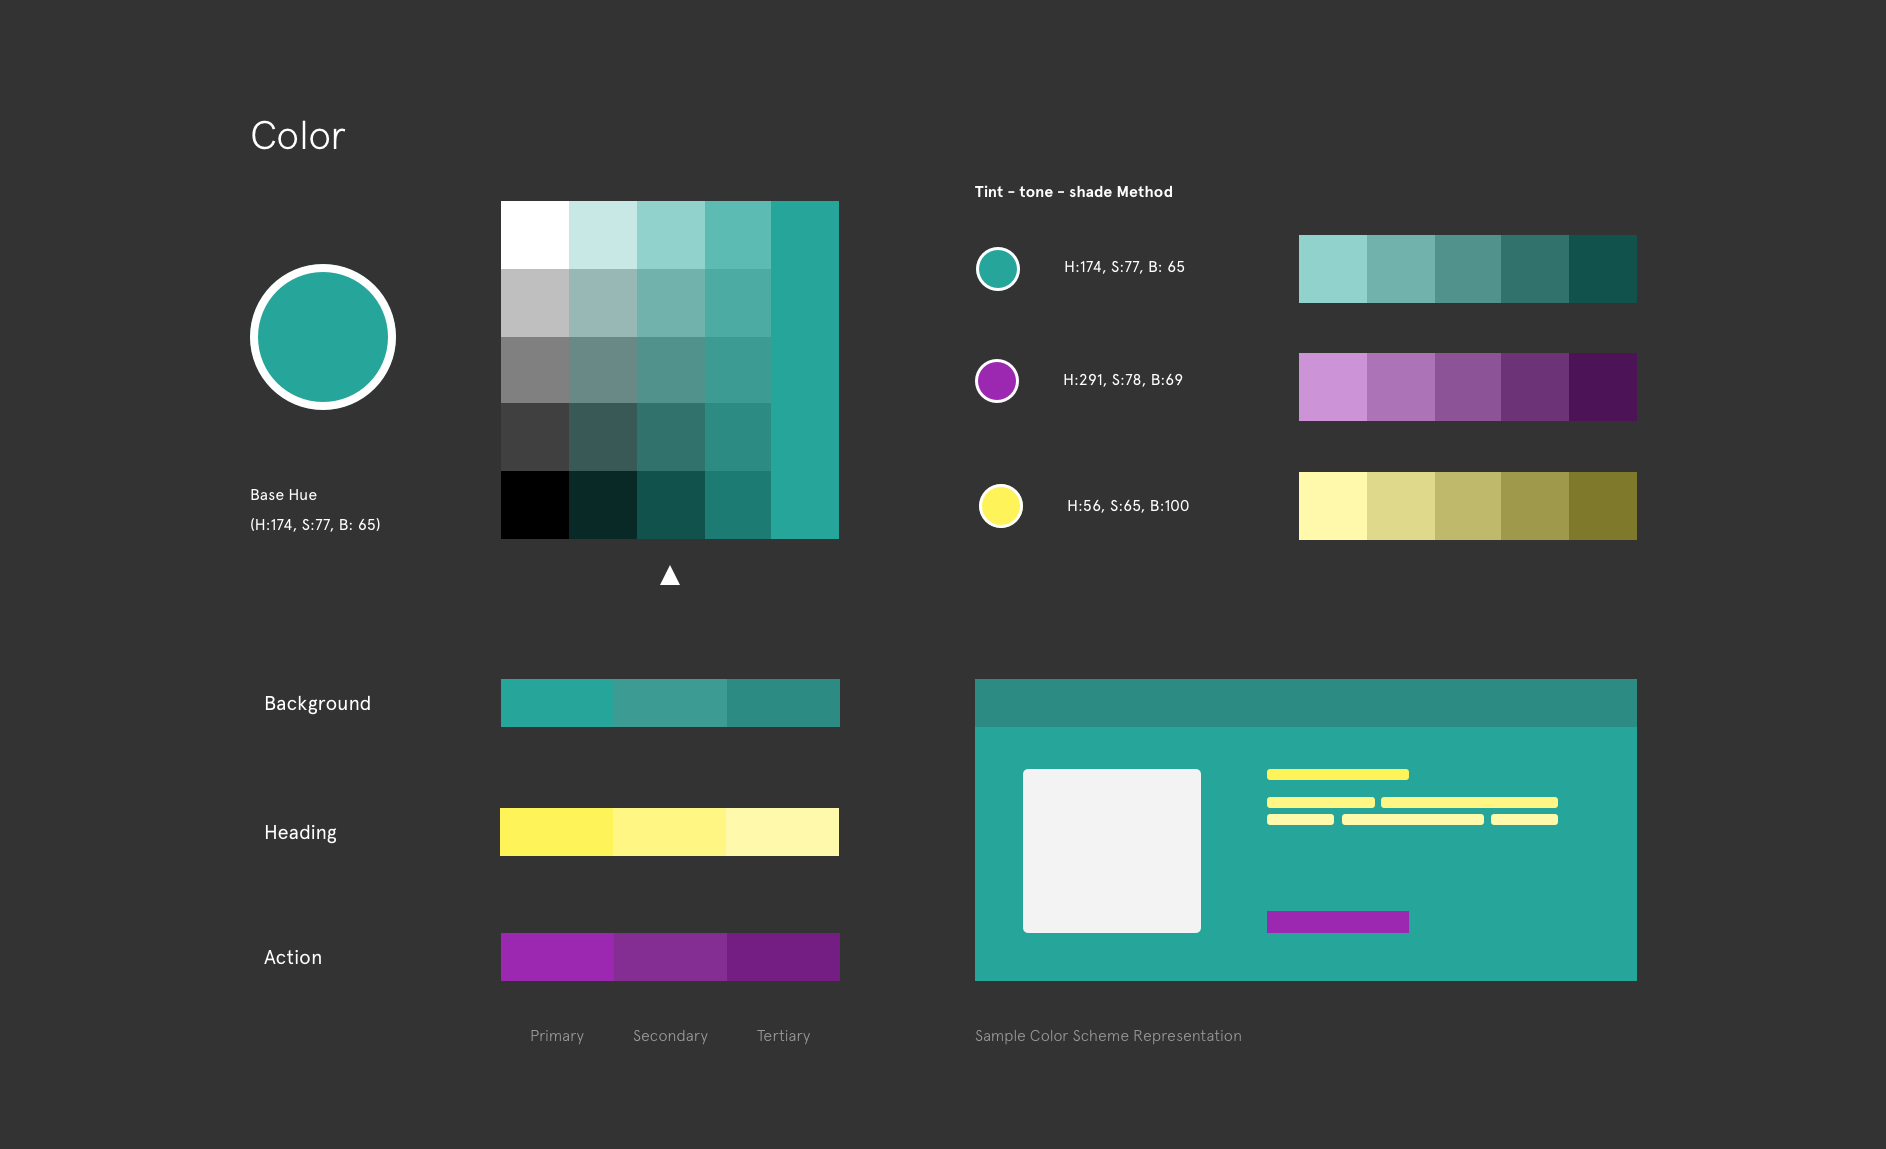 Color
Base Hue
(H:174, S:77, B: 65)
Tint - tone - shade Method
H:174, S:77, B: 65
H:291, S:78, B:69
H:56, S:65, B:100
Background
Heading
Action
Primary Secondary Tertiary
Sample Color Scheme Representation